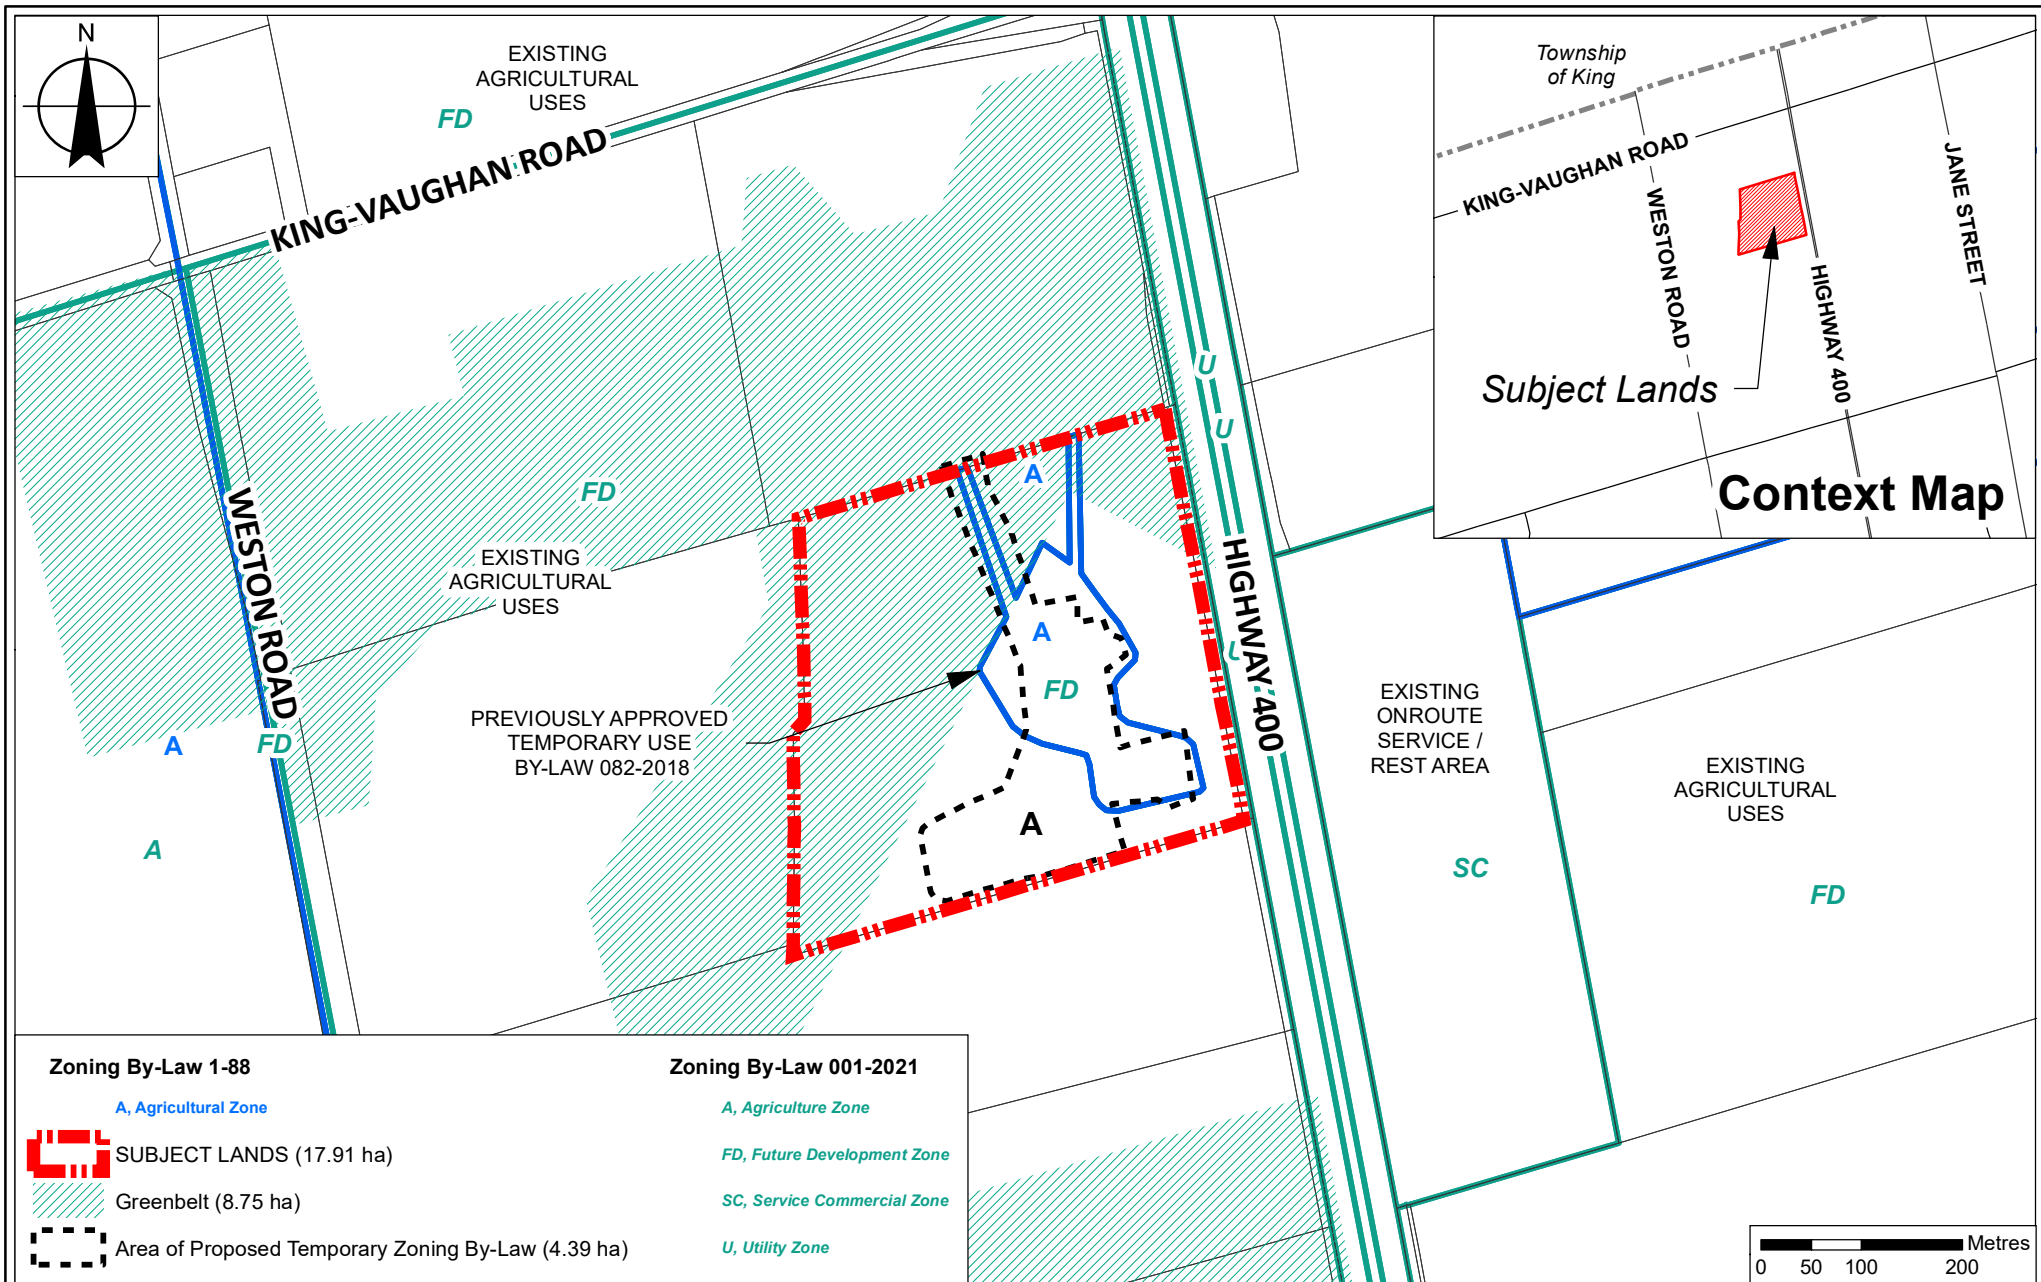 N
EXISTING
AGRICULTURAL
USES
FD
KING-VAUGHAN ROAD
Township
of King
KING-VAUGHAN ROAD
WESTON ROAD
HIGHWAY 400
JANE STREET
Subject Lands
Context Map
U
U
A
FD
WESTON ROAD
EXISTING
AGRICULTURAL
USES
HIGHWAY 400
U
A
FD
PREVIOUSLY APPROVED
TEMPORARY USE
BY-LAW 082-2018
EXISTING
ONROUTE
SERVICE /
REST AREA
EXISTING
AGRICULTURAL
USES
A
FD
A
A
SC
FD
Zoning By-Law 1-88
A, Agricultural Zone
SUBJECT LANDS (17.91 ha)
Greenbelt (8.75 ha)
Area of Proposed Temporary Zoning By-Law (4.39 ha)
Zoning By-Law 001-2021
A, Agriculture Zone
FD, Future Development Zone
SC, Service Commercial Zone
U, Utility Zone
Metres
0 50 100 200